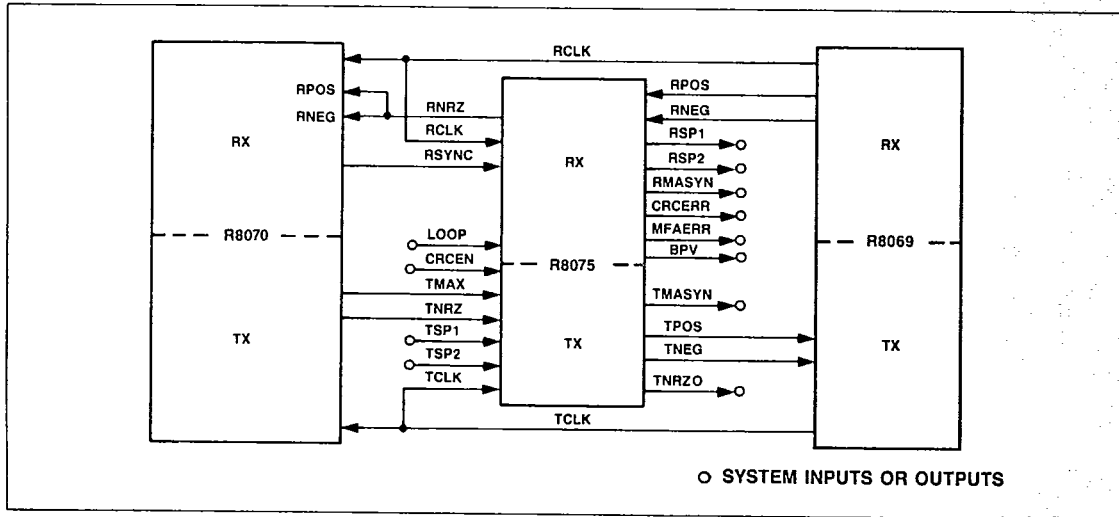 RCLK
RPOS
RNEG
RX
RNRZ
RCLK
RSYNC
R8070
TX
LOOP
CRCEN
TMAX
TNRZ
TSP1
TSP2
TCLK
RX
R8075
TX
RPOS
RNEG
RSP1
RSP2
RMASYN
CRCERR
MFAERR
BPV
TMASYN
TPOS
TNEG
TNRZO
TCLK
RX
R8069
TX
SYSTEM INPUTS OR OUTPUTS